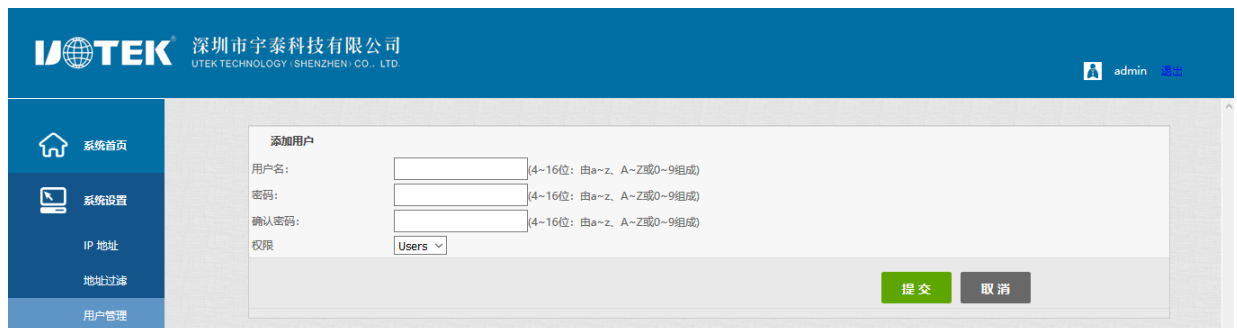 UOTEK® 深圳市宇泰科技有限公司
UTEK TECHNOLOGY (SHENZHEN) CO., LTD.
admin 退出
系统首页
系统设置
IP 地址
地址过滤
用户管理
添加用户
用户名: (4~16位: 由a~z、A~Z或0~9组成)
密码: (4~16位: 由a~z、A~Z或0~9组成)
确认密码: (4~16位: 由a~z、A~Z或0~9组成)
权限 Users
提交 取消